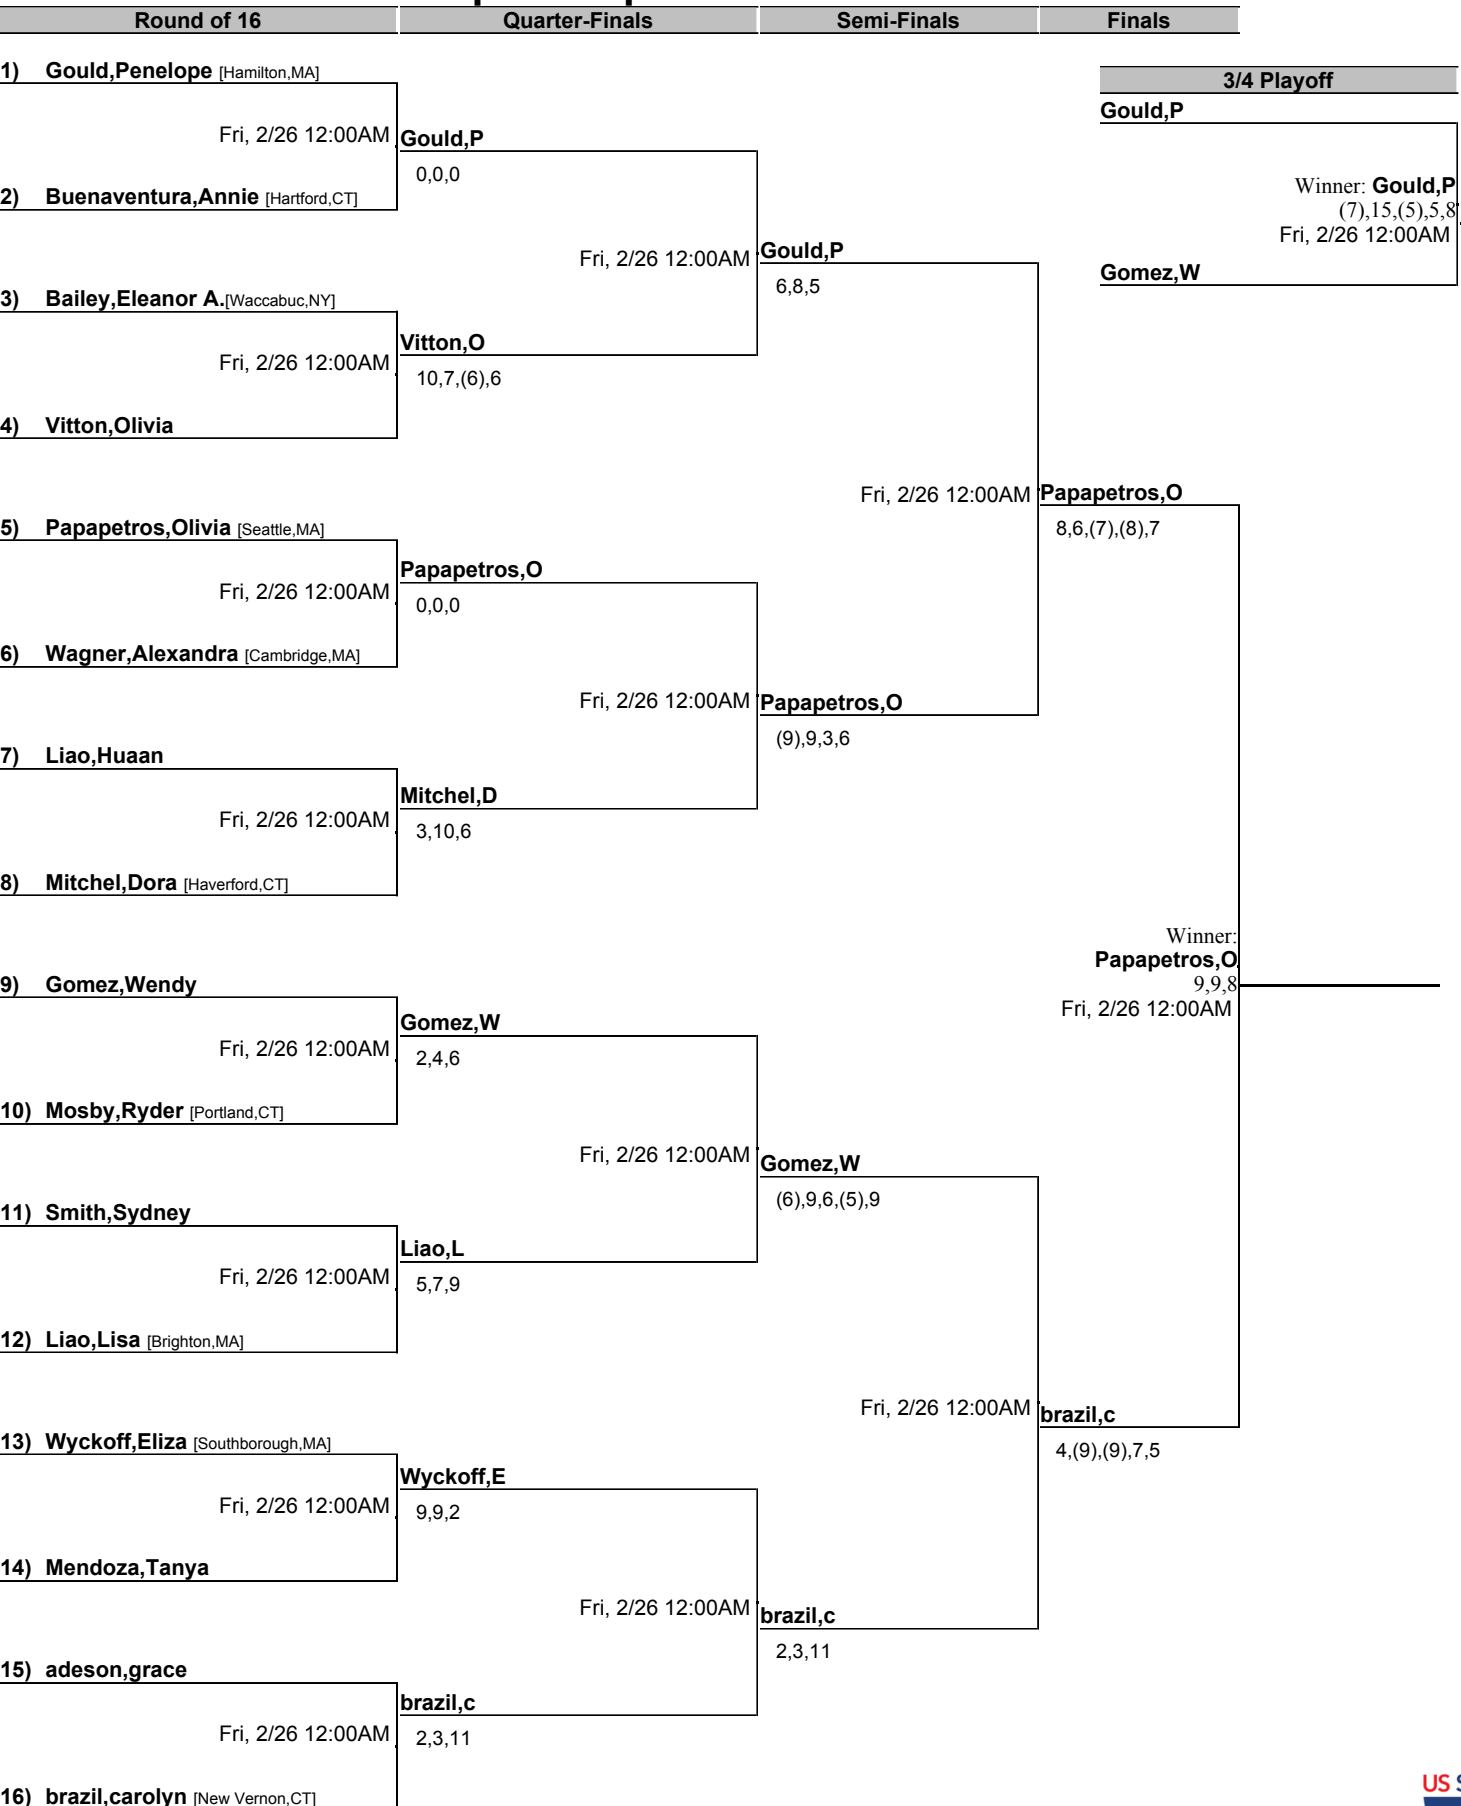 Round of 16 Quarter-Finals Semi-Finals Finals
1) Gould,Penelope [Hamilton,MA]
3/4 Playoff
Gould,P
Fri, 2/26 12:00AM Gould,P
0,0,0
Winner: Gould,P
2) Buenaventura,Annie [Hartford,CT]
(7),15,(5),5,8
Fri, 2/26 12:00AM
Fri, 2/26 12:00AM Gould,P
Gomez,W
6,8,5
3) Bailey,Eleanor A.[Waccabuc,NY]
Vitton,O
Fri, 2/26 12:00AM
10,7,(6),6
4) Vitton,Olivia
Fri, 2/26 12:00AM Papapetros,O
5) Papapetros,Olivia [Seattle,MA]
8,6,(7),(8),7
Papapetros,O
Fri, 2/26 12:00AM
0,0,0
6) Wagner,Alexandra [Cambridge,MA]
Fri, 2/26 12:00AM Papapetros,O
(9),9,3,6
7) Liao,Huaan
Mitchel,D
Fri, 2/26 12:00AM
3,10,6
8) Mitchel,Dora [Haverford,CT]
Winner:
Papapetros,O
9) Gomez,Wendy
9,9,8
Fri, 2/26 12:00AM
Gomez,W
Fri, 2/26 12:00AM
2,4,6
10) Mosby,Ryder [Portland,CT]
Fri, 2/26 12:00AM Gomez,W
(6),9,6,(5),9
11) Smith,Sydney
Liao,L
Fri, 2/26 12:00AM
5,7,9
12) Liao,Lisa [Brighton,MA]
Fri, 2/26 12:00AM brazil,c
13) Wyckoff,Eliza [Southborough,MA]
4,(9),(9),7,5
Wyckoff,E
Fri, 2/26 12:00AM
9,9,2
14) Mendoza,Tanya
Fri, 2/26 12:00AM brazil,c
2,3,11
15) adeson,grace
brazil,c
Fri, 2/26 12:00AM
2,3,11
16) brazil,carolyn [New Vernon,CT]
US